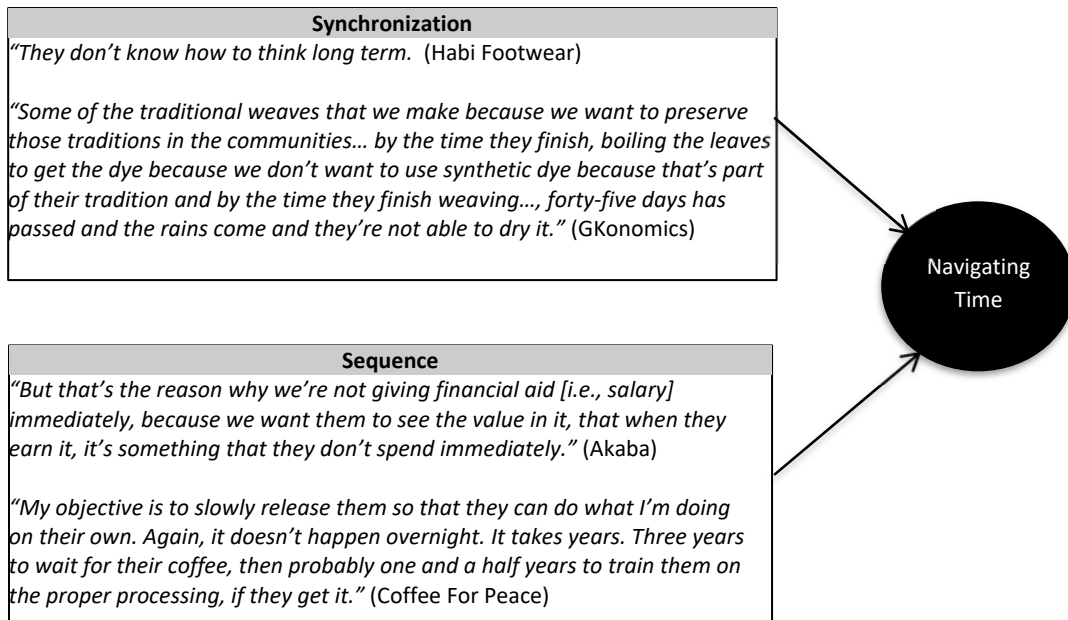 Synchronization
“They don’t know how to think long term.  (Habi Footwear)
“Some of the traditional weaves that we make because we want to preserve
those traditions in the communities… by the time they finish, boiling the leaves
to get the dye because we don’t want to use synthetic dye because that’s part
of their tradition and by the time they finish weaving…, forty-five days has
passed and the rains come and they’re not able to dry it.” (GKonomics)
Navigating
Time
Sequence
“But that’s the reason why we’re not giving financial aid [i.e., salary]
immediately, because we want them to see the value in it, that when they
earn it, it’s something that they don’t spend immediately.” (Akaba)
“My objective is to slowly release them so that they can do what I’m doing
on their own. Again, it doesn’t happen overnight. It takes years. Three years
to wait for their coffee, then probably one and a half years to train them on
the proper processing, if they get it.” (Coffee For Peace)